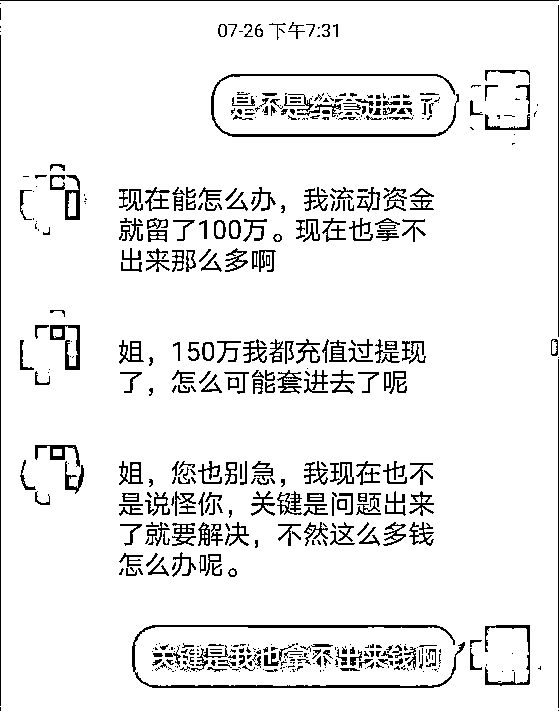 07-26 下午7:31
是不是给套进去了
现在能怎么办，我流动资金
就留了100万。现在也拿不
出来那么多啊
姐，150万我都充值过提现
了，怎么可能套进去了呢
姐，您也别急，我现在也不
是说怪你，关键是问题出来
了就要解决，不然这么多钱
怎么办呢。
关键是我也拿不出来钱啊